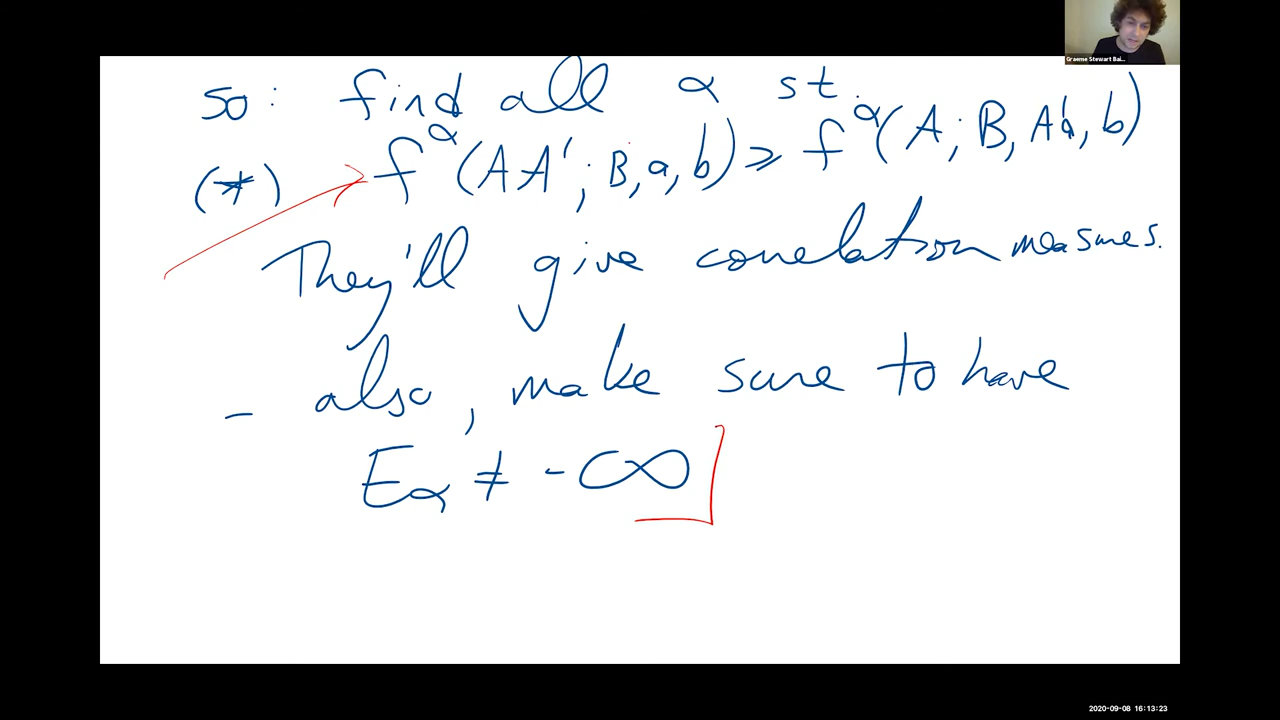 Graeme Stewart Bai...
so: find all α st.
(*) f^α(AA'; B, a, b) ≥ f^α(A; B, A'a, b)
They'll give correlation measures.
- also, make sure to have
E_α ≠ -∞
2020-09-08 16:13:23